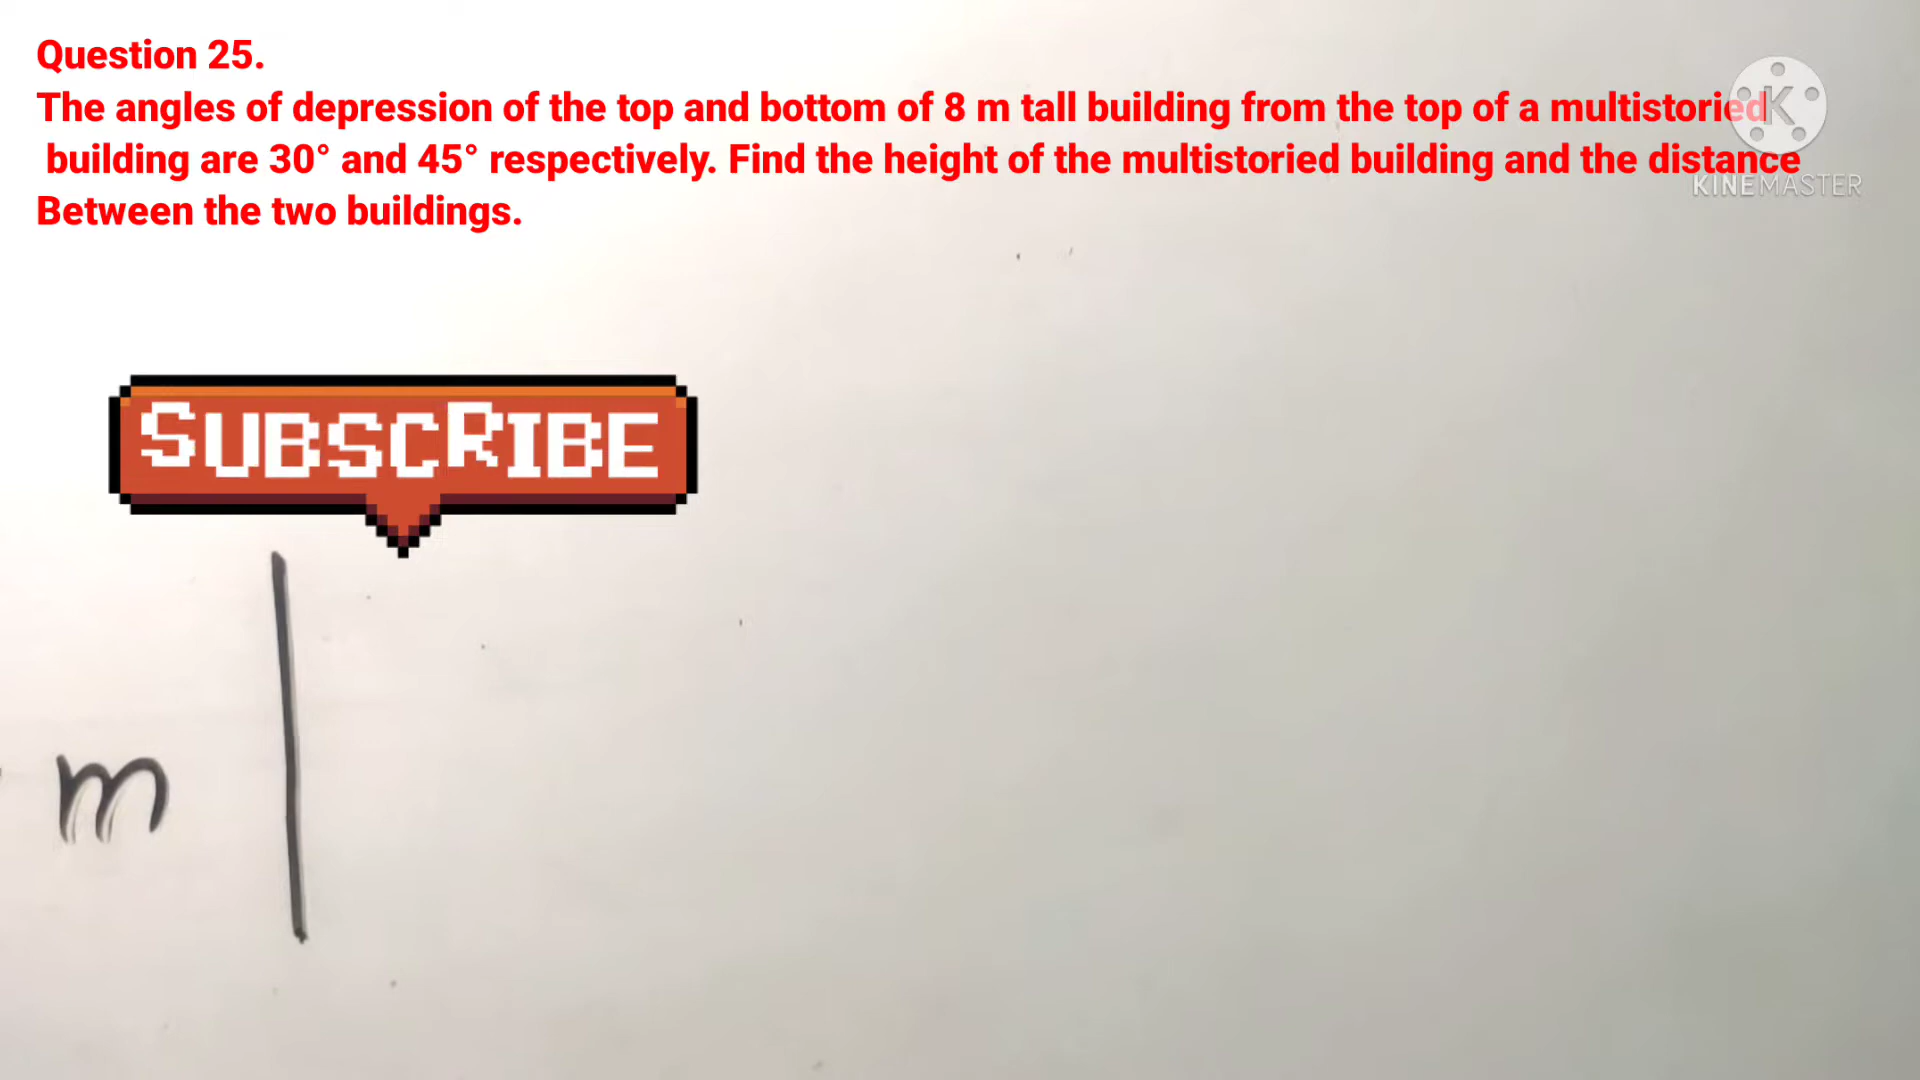 Question 25.
The angles of depression of the top and bottom of 8 m tall building from the top of a multistoried
building are 30° and 45° respectively. Find the height of the multistoried building and the distance
Between the two buildings.
K
KINEMASTER
SUBSCRIBE
m